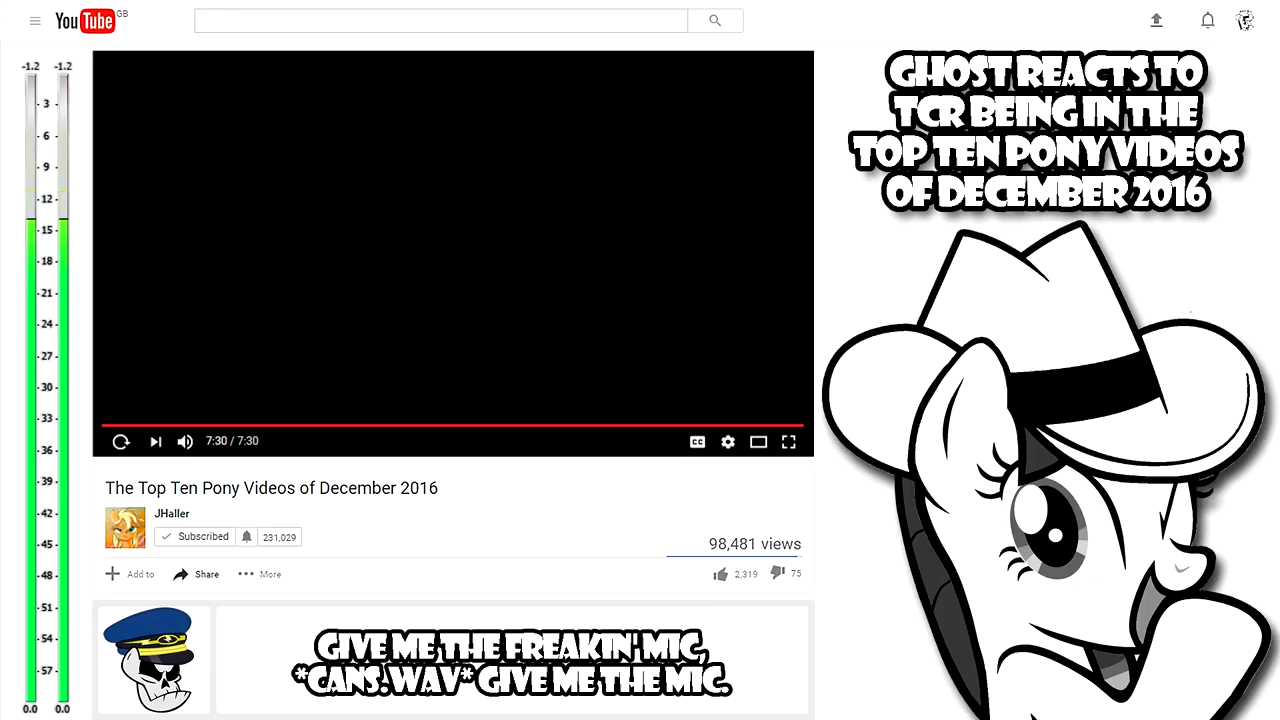 YouTube GB
GHOST REACTS TO
TCR BEING IN THE
TOP TEN PONY VIDEOS
OF DECEMBER 2016
-1.2 -1.2
- 3 -
- 6 -
- 9 -
- 12 -
- 15 -
- 18 -
- 21 -
- 24 -
- 27 -
- 30 -
- 33 -
- 36 -
- 39 -
- 42 -
- 45 -
- 48 -
- 51 -
- 54 -
- 57 -
0.0 0.0
7:30 / 7:30
CC
The Top Ten Pony Videos of December 2016
JHaller
Subscribed 231,029
98,481 views
Add to Share More
2,319 75
GIVE ME THE FREAKIN' MIC,
*CANS.WAV* GIVE ME THE MIC.